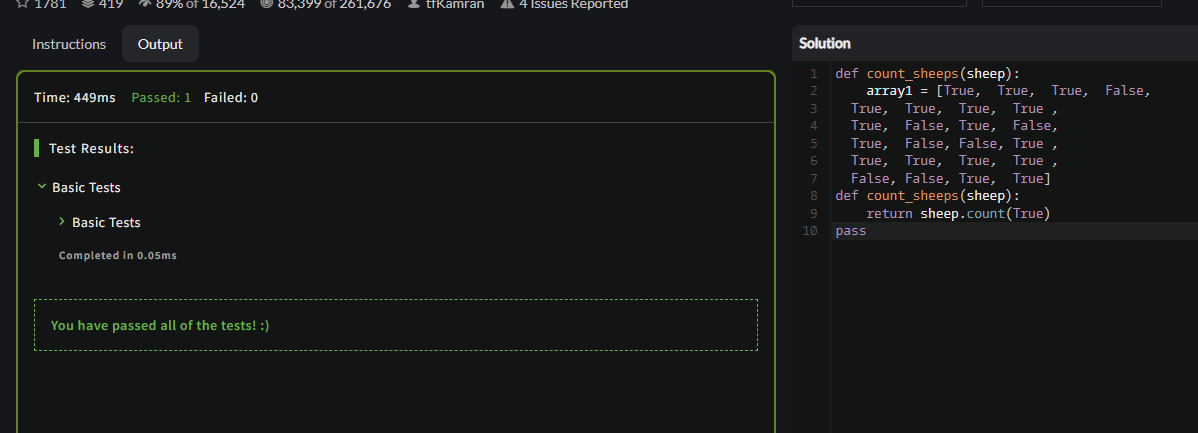 1781 419 89% of 16,524 83,399 of 261,676 tfKamran 4 Issues Reported
Instructions Output
Time: 449ms Passed: 1 Failed: 0
Test Results:
Basic Tests
Basic Tests
Completed in 0.05ms
You have passed all of the tests! :)
Solution
1 def count_sheeps(sheep):
2     array1 = [True,  True,  True,  False,
3   True,  True,  True,  True ,
4   True,  False, True,  False,
5   True,  False, False, True ,
6   True,  True,  True,  True ,
7   False, False, True,  True]
8 def count_sheeps(sheep):
9     return sheep.count(True)
10 pass